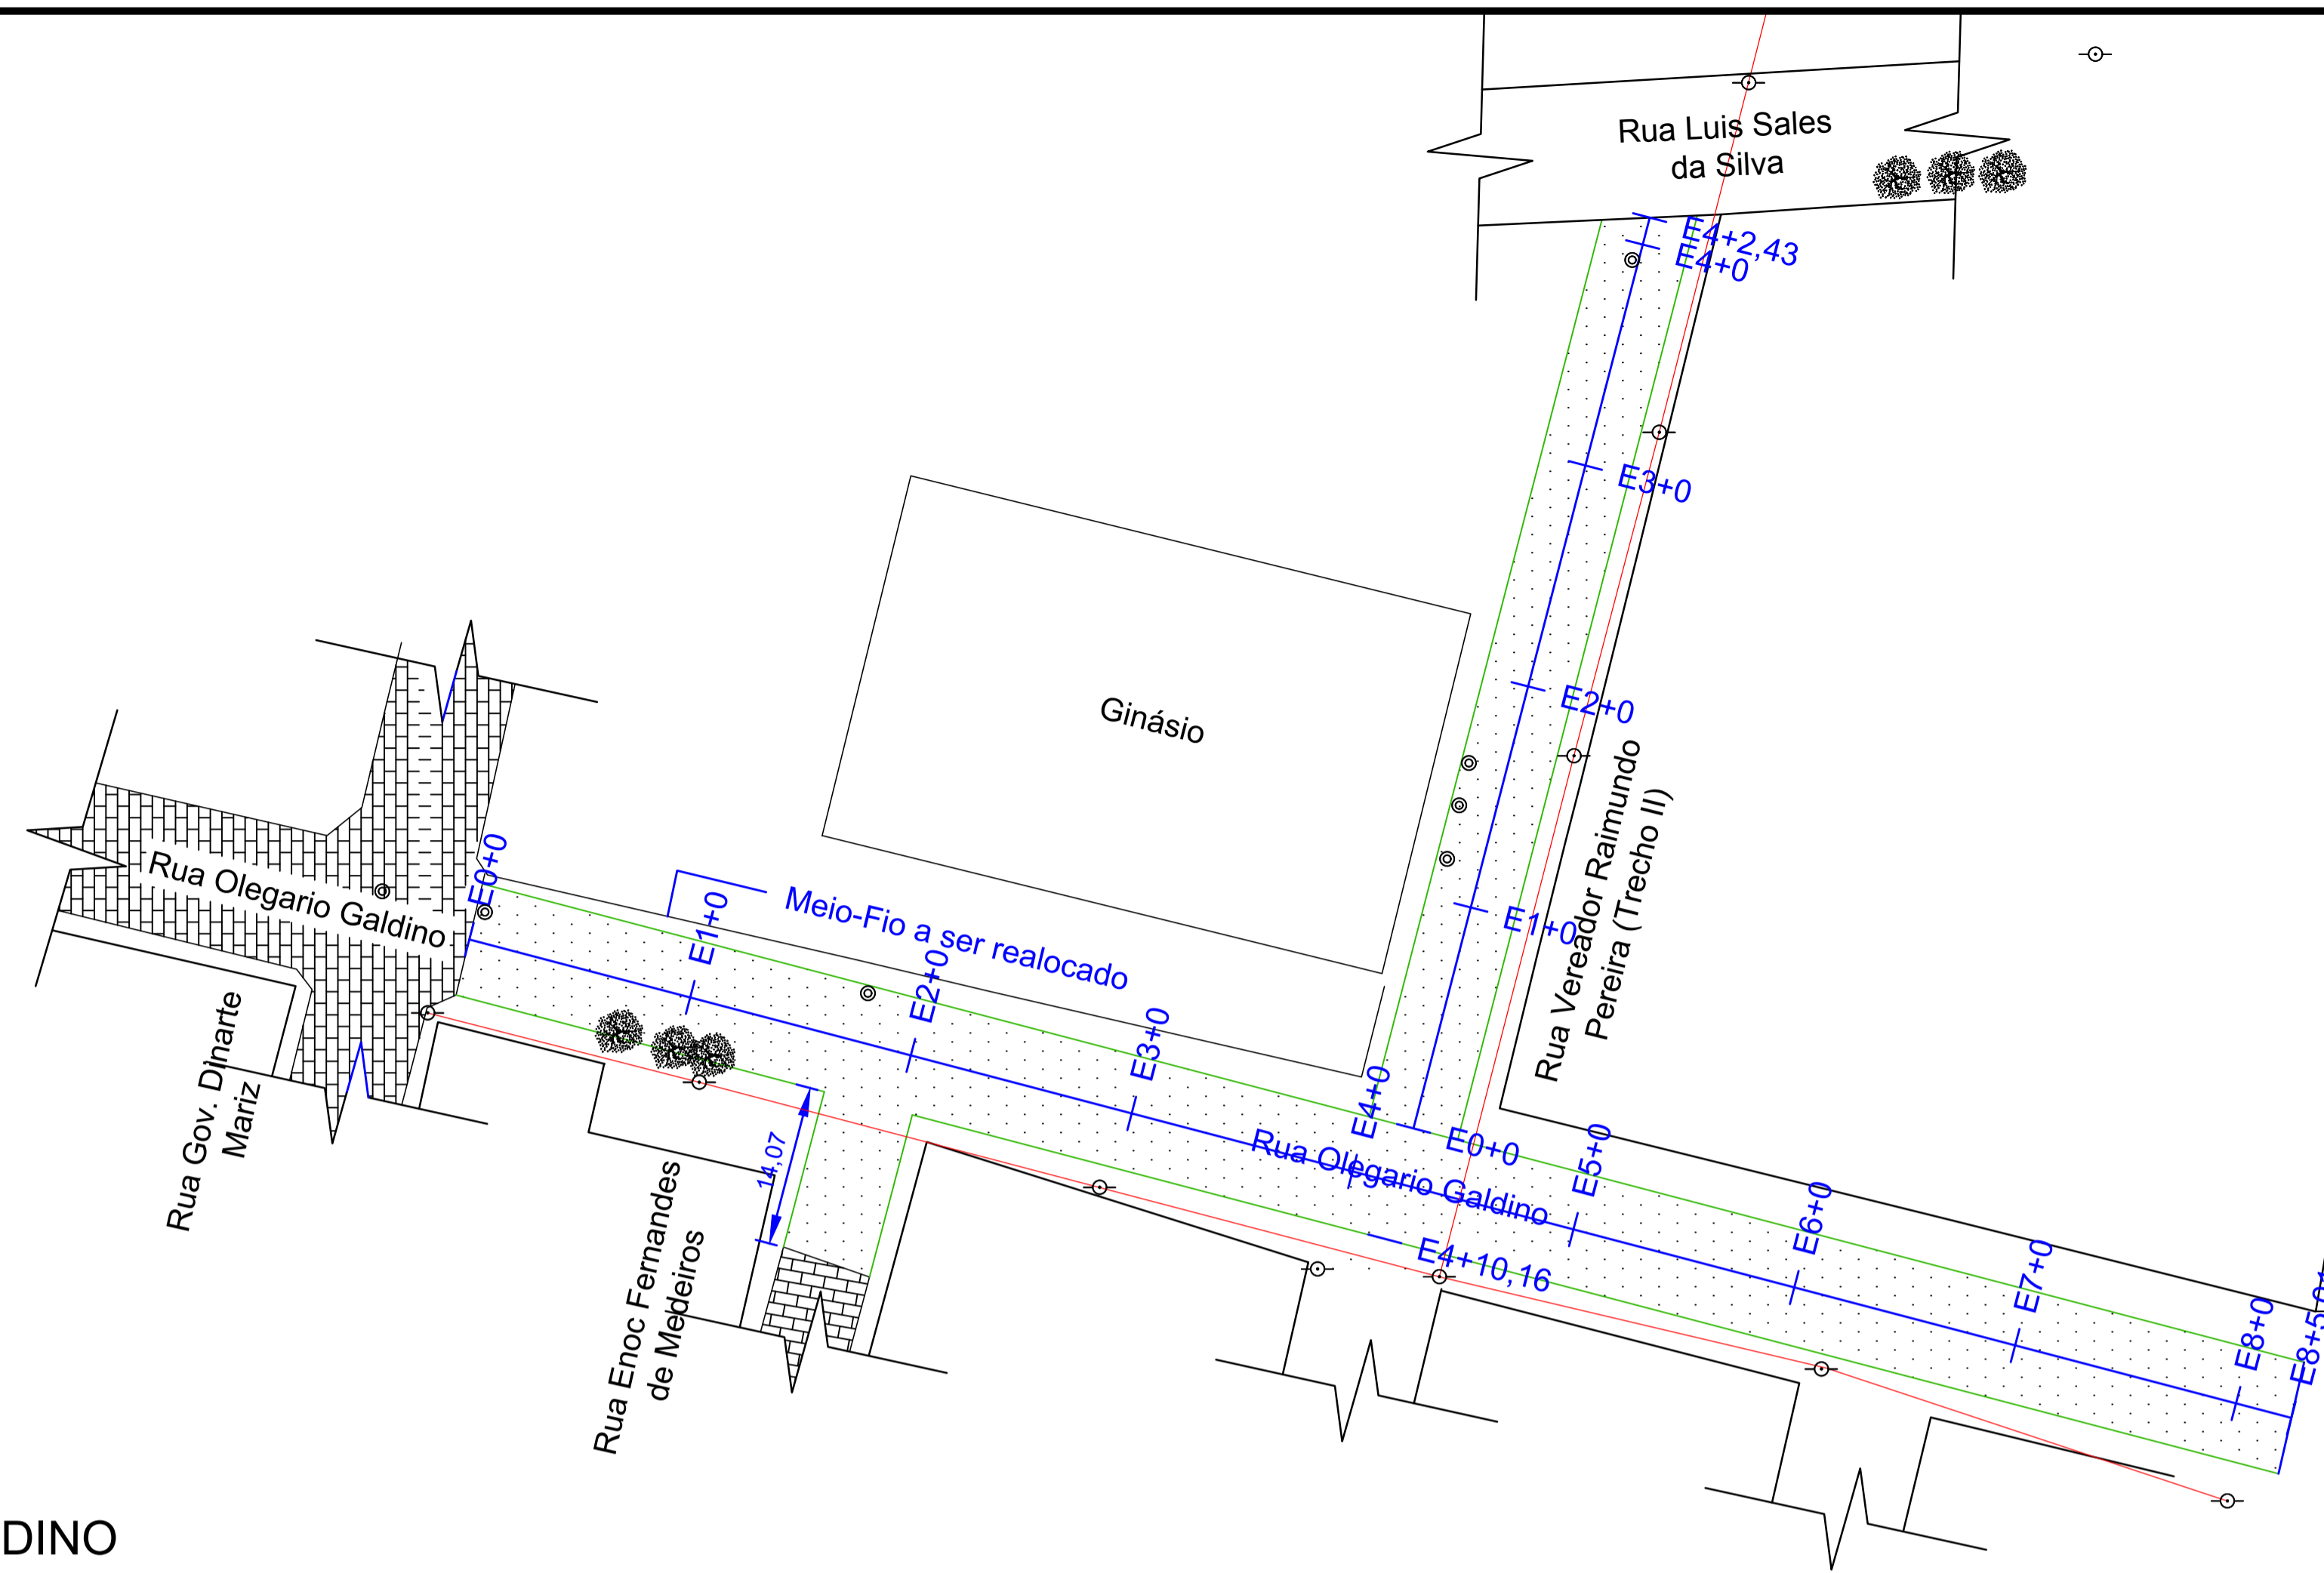 Rua Luis Sales
da Silva
E4+2,43
E4+0
E3+0
E2+0
E1+0
E0+0
Rua Vereador Raimundo
Pereira (Trecho II)
Ginásio
Meio-Fio a ser realocado
Rua Olegario Galdino
E0+0
E1+0
E2+0
E3+0
E4+0
E5+0
E6+0
E7+0
E8+0
Rua Olegario Galdino
E4+10,16
14,07
Rua Gov. Dinarte
Mariz
Rua Enoc Fernandes
de Medeiros
DINO